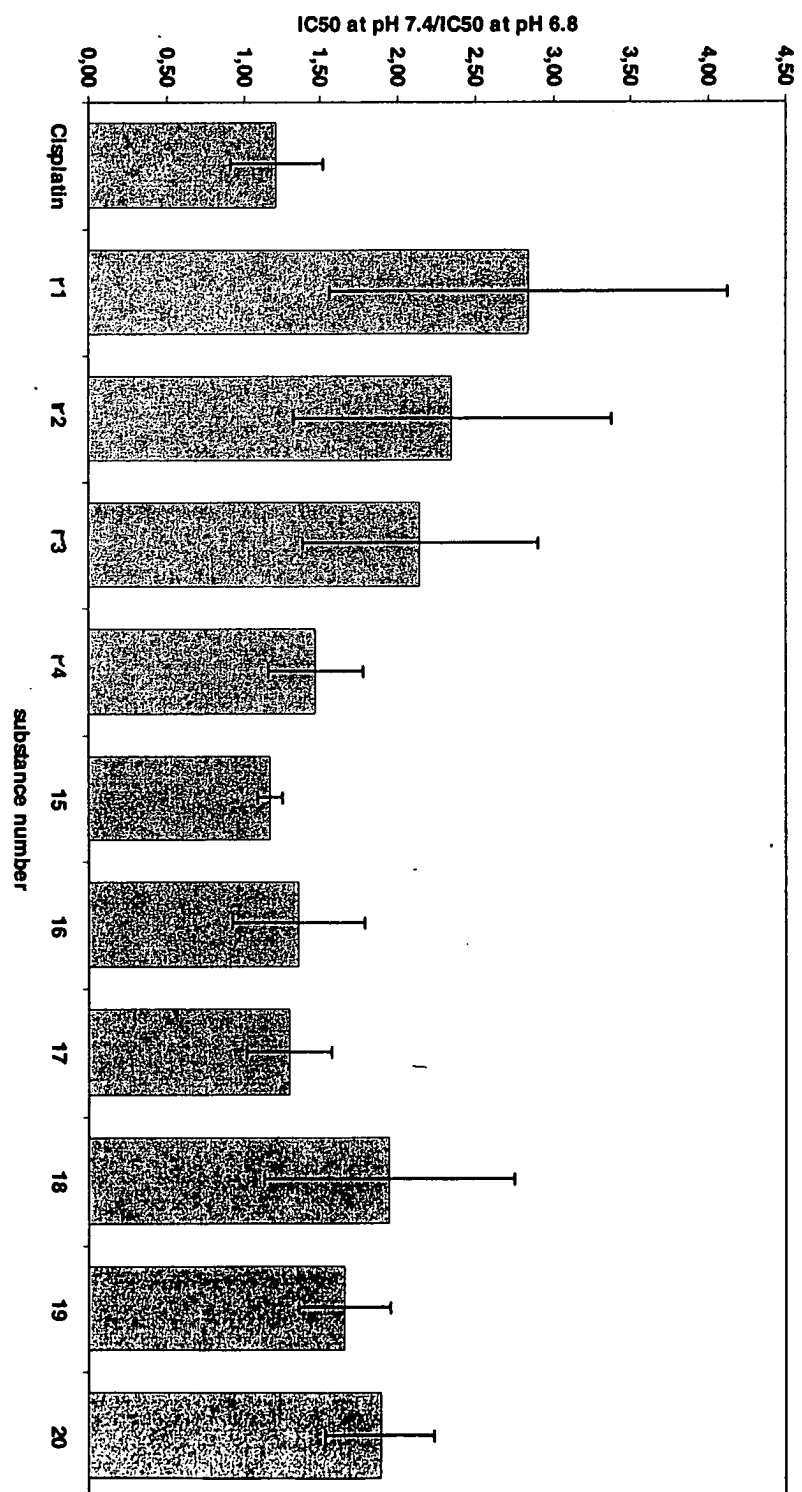 IC50 at pH 7.4/IC50 at pH 6.8
4,50
4,00
3,50
3,00
2,50
2,00
1,50
1,00
0,50
0,00
Cisplatin
r1
r2
r3
r4
15
16
17
18
19
20
substance number